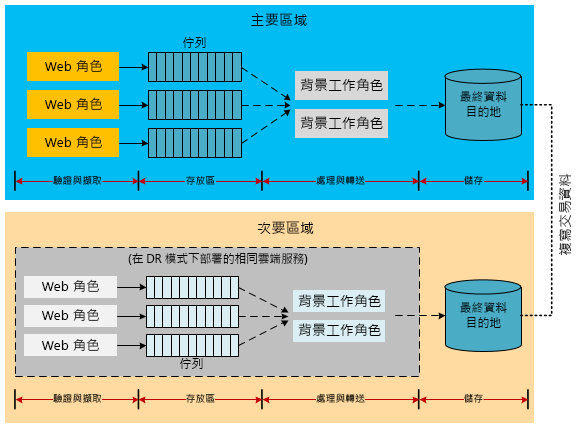 主要區域
佇列
Web 角色
Web 角色
Web 角色
背景工作角色
背景工作角色
最終資料
目的地
驗證與擷取
存放區
處理與轉送
儲存
複寫交易資料
次要區域
(在 DR 模式下部署的相同雲端服務)
Web 角色
Web 角色
Web 角色
背景工作角色
背景工作角色
最終資料
目的地
佇列
驗證與擷取
存放區
處理與轉送
儲存